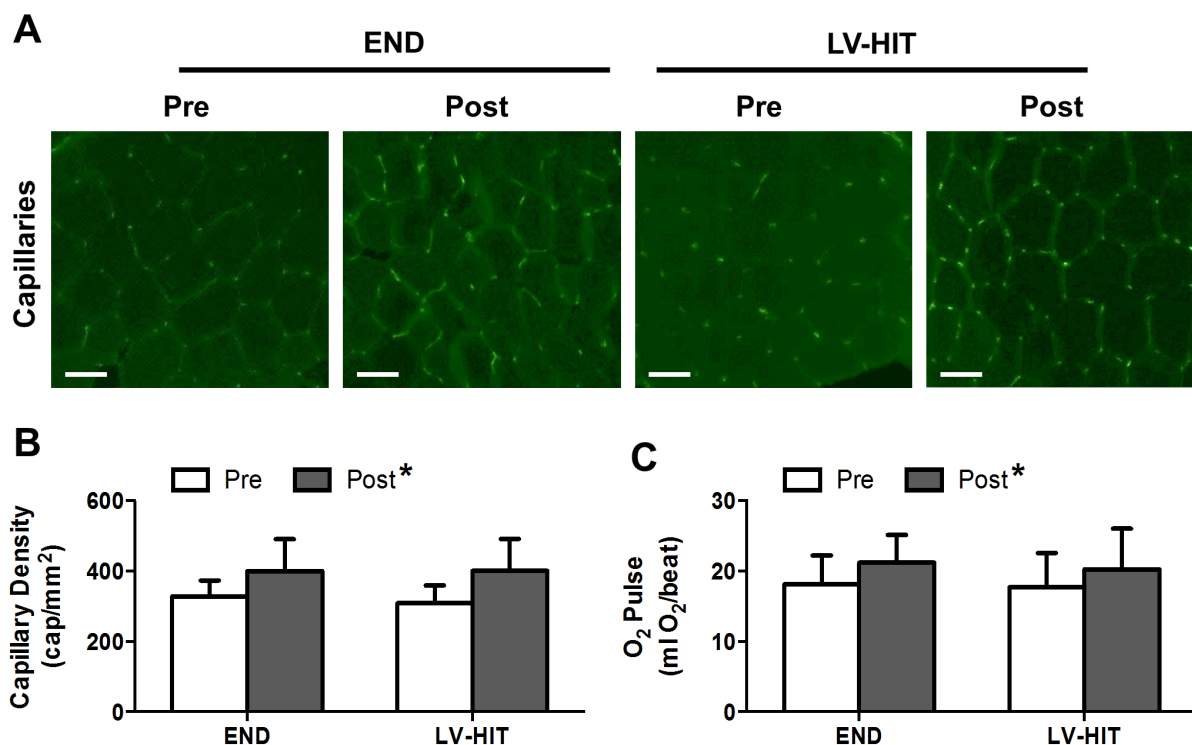 A
END LV-HIT
Pre Post Pre Post
Capillaries
B
Pre Post*
Capillary Density
(cap/mm²)
600
400
200
0
END LV-HIT
C
Pre Post*
O₂ Pulse
(ml O₂/beat)
30
20
10
0
END LV-HIT